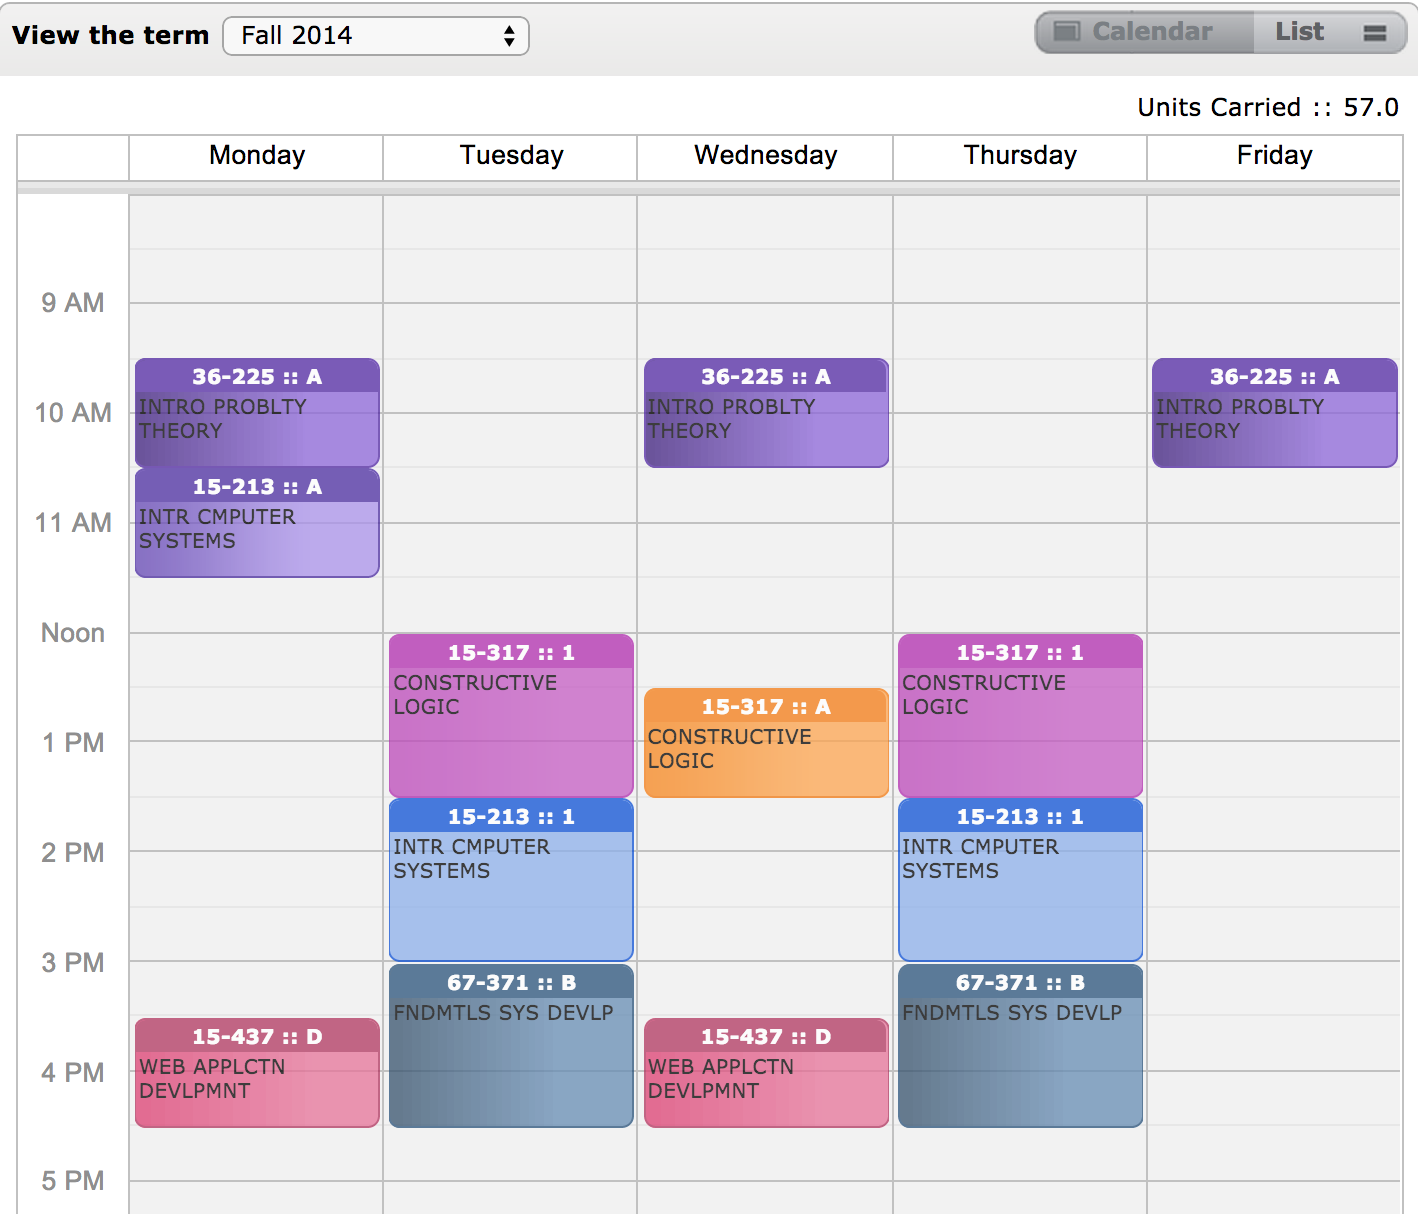 View the term Fall 2014 Calendar List
Units Carried :: 57.0
Monday Tuesday Wednesday Thursday Friday
9 AM
36-225 :: A 36-225 :: A 36-225 :: A
10 AM INTRO PROBLTY INTRO PROBLTY INTRO PROBLTY
THEORY THEORY THEORY
15-213 :: A
11 AM INTR CMPUTER
SYSTEMS
Noon
15-317 :: 1 15-317 :: 1
CONSTRUCTIVE CONSTRUCTIVE
LOGIC 15-317 :: A LOGIC
1 PM CONSTRUCTIVE
LOGIC
15-213 :: 1 15-213 :: 1
2 PM INTR CMPUTER INTR CMPUTER
SYSTEMS SYSTEMS
3 PM
67-371 :: B 67-371 :: B
FNDMTLS SYS DEVLP FNDMTLS SYS DEVLP
15-437 :: D 15-437 :: D
4 PM WEB APPLCTN WEB APPLCTN
DEVLPMNT DEVLPMNT
5 PM